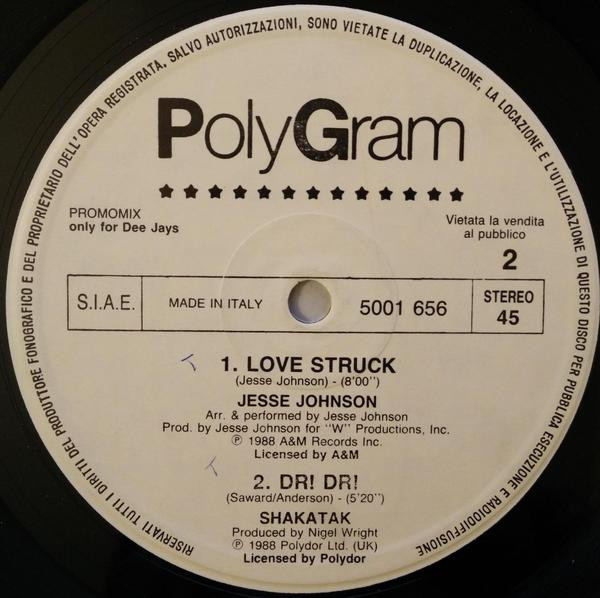 RISERVATI TUTTI I DIRITTI DEL PRODUTTORE FONOGRAFICO E DEL PROPRIETARIO DELL'OPERA REGISTRATA, SALVO AUTORIZZAZIONI, SONO VIETATE LA DUPLICAZIONE, LA LOCAZIONE E L'UTILIZZAZIONE DI QUESTO DISCO PER PUBBLICA ESECUZIONE E RADIODIFFUSIONE
PolyGram
PROMOMIX
only for Dee Jays
Vietata la vendita
al pubblico
2
S.I.A.E.
MADE IN ITALY
5001 656
STEREO
45
1. LOVE STRUCK
(Jesse Johnson) - (8'00")
JESSE JOHNSON
Arr. & performed by Jesse Johnson
Prod. by Jesse Johnson for "W" Productions, Inc.
℗ 1988 A&M Records Inc.
Licensed by A&M
2. DR! DR!
(Saward/Anderson) - (5'20")
SHAKATAK
Produced by Nigel Wright
℗ 1988 Polydor Ltd. (UK)
Licensed by Polydor